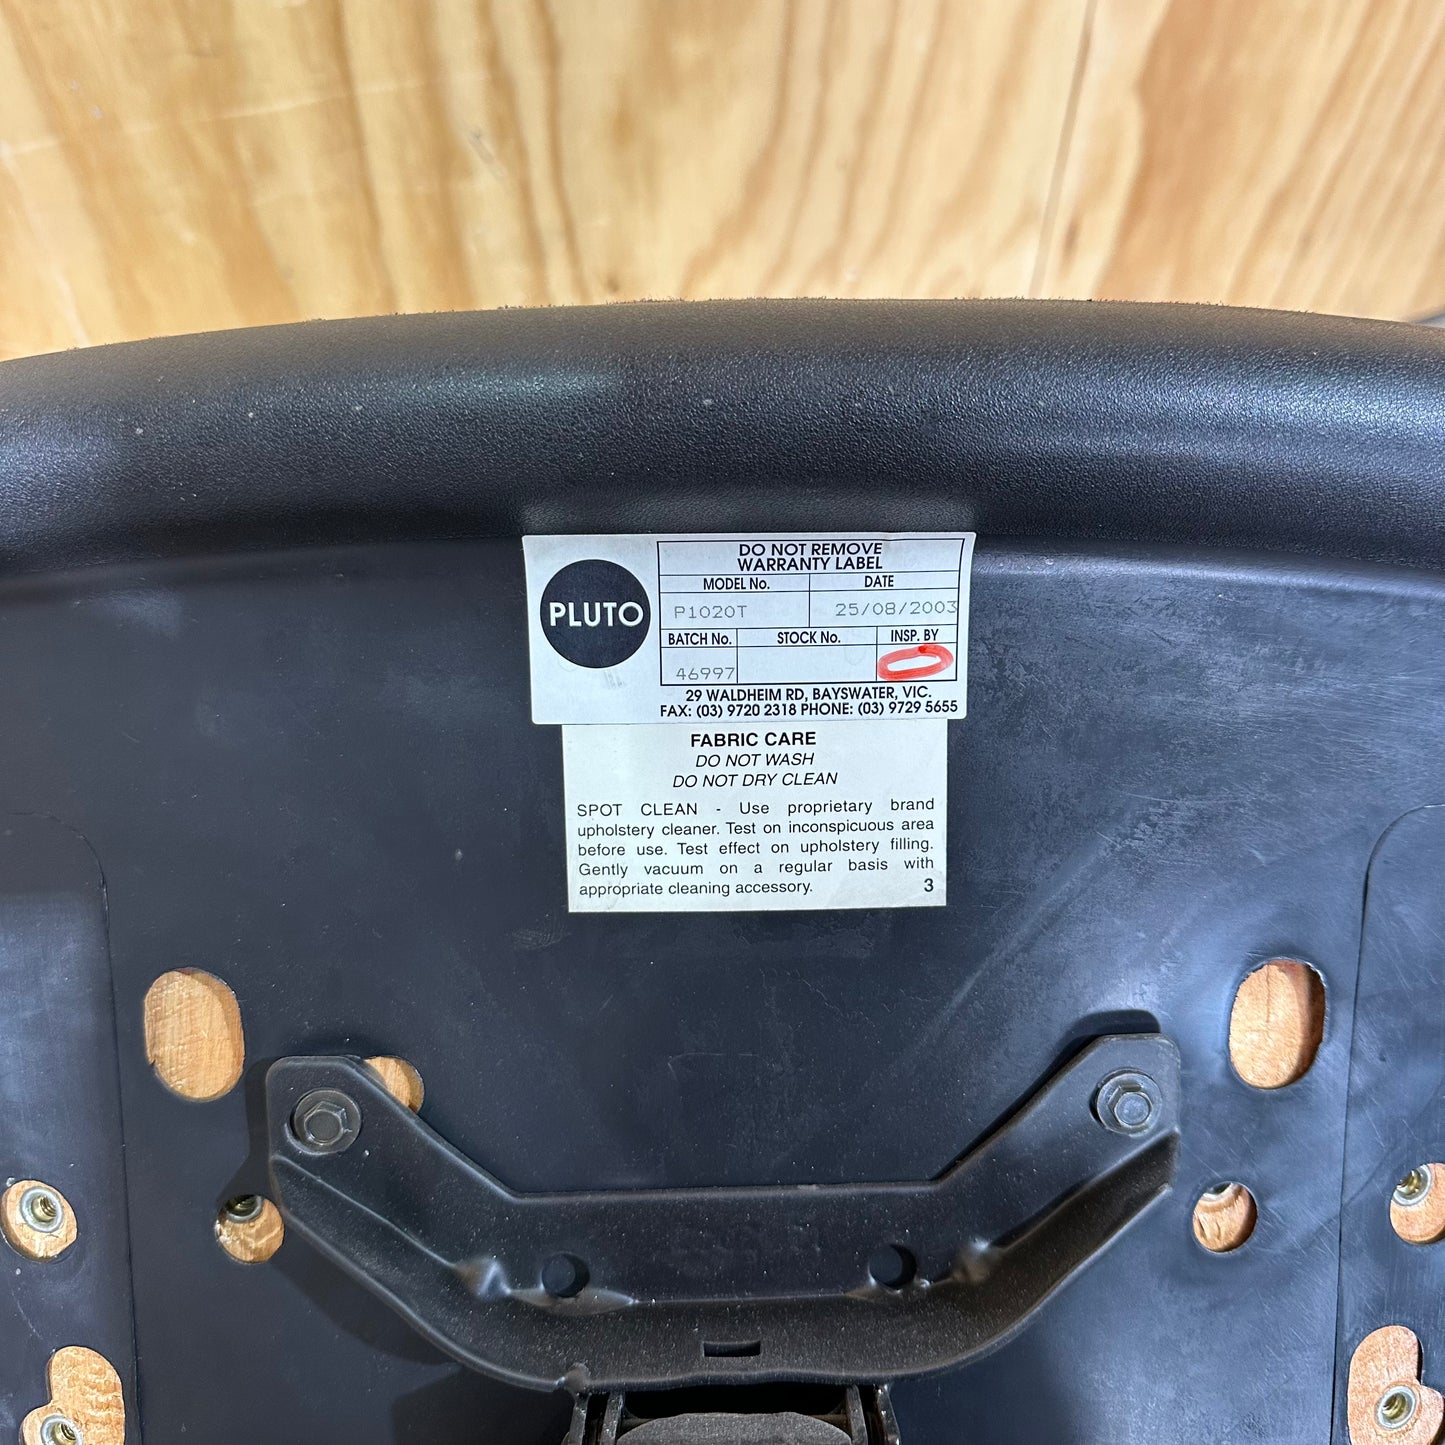 PLUTO
DO NOT REMOVE
WARRANTY LABEL
MODEL No. DATE
P1020T 25/08/2003
BATCH No. STOCK No. INSP. BY
46997
29 WALDHEIM RD, BAYSWATER, VIC.
FAX: (03) 9720 2318 PHONE: (03) 9729 5655
FABRIC CARE
DO NOT WASH
DO NOT DRY CLEAN
SPOT CLEAN - Use proprietary brand
upholstery cleaner. Test on inconspicuous area
before use. Test effect on upholstery filling.
Gently vacuum on a regular basis with
appropriate cleaning accessory. 3